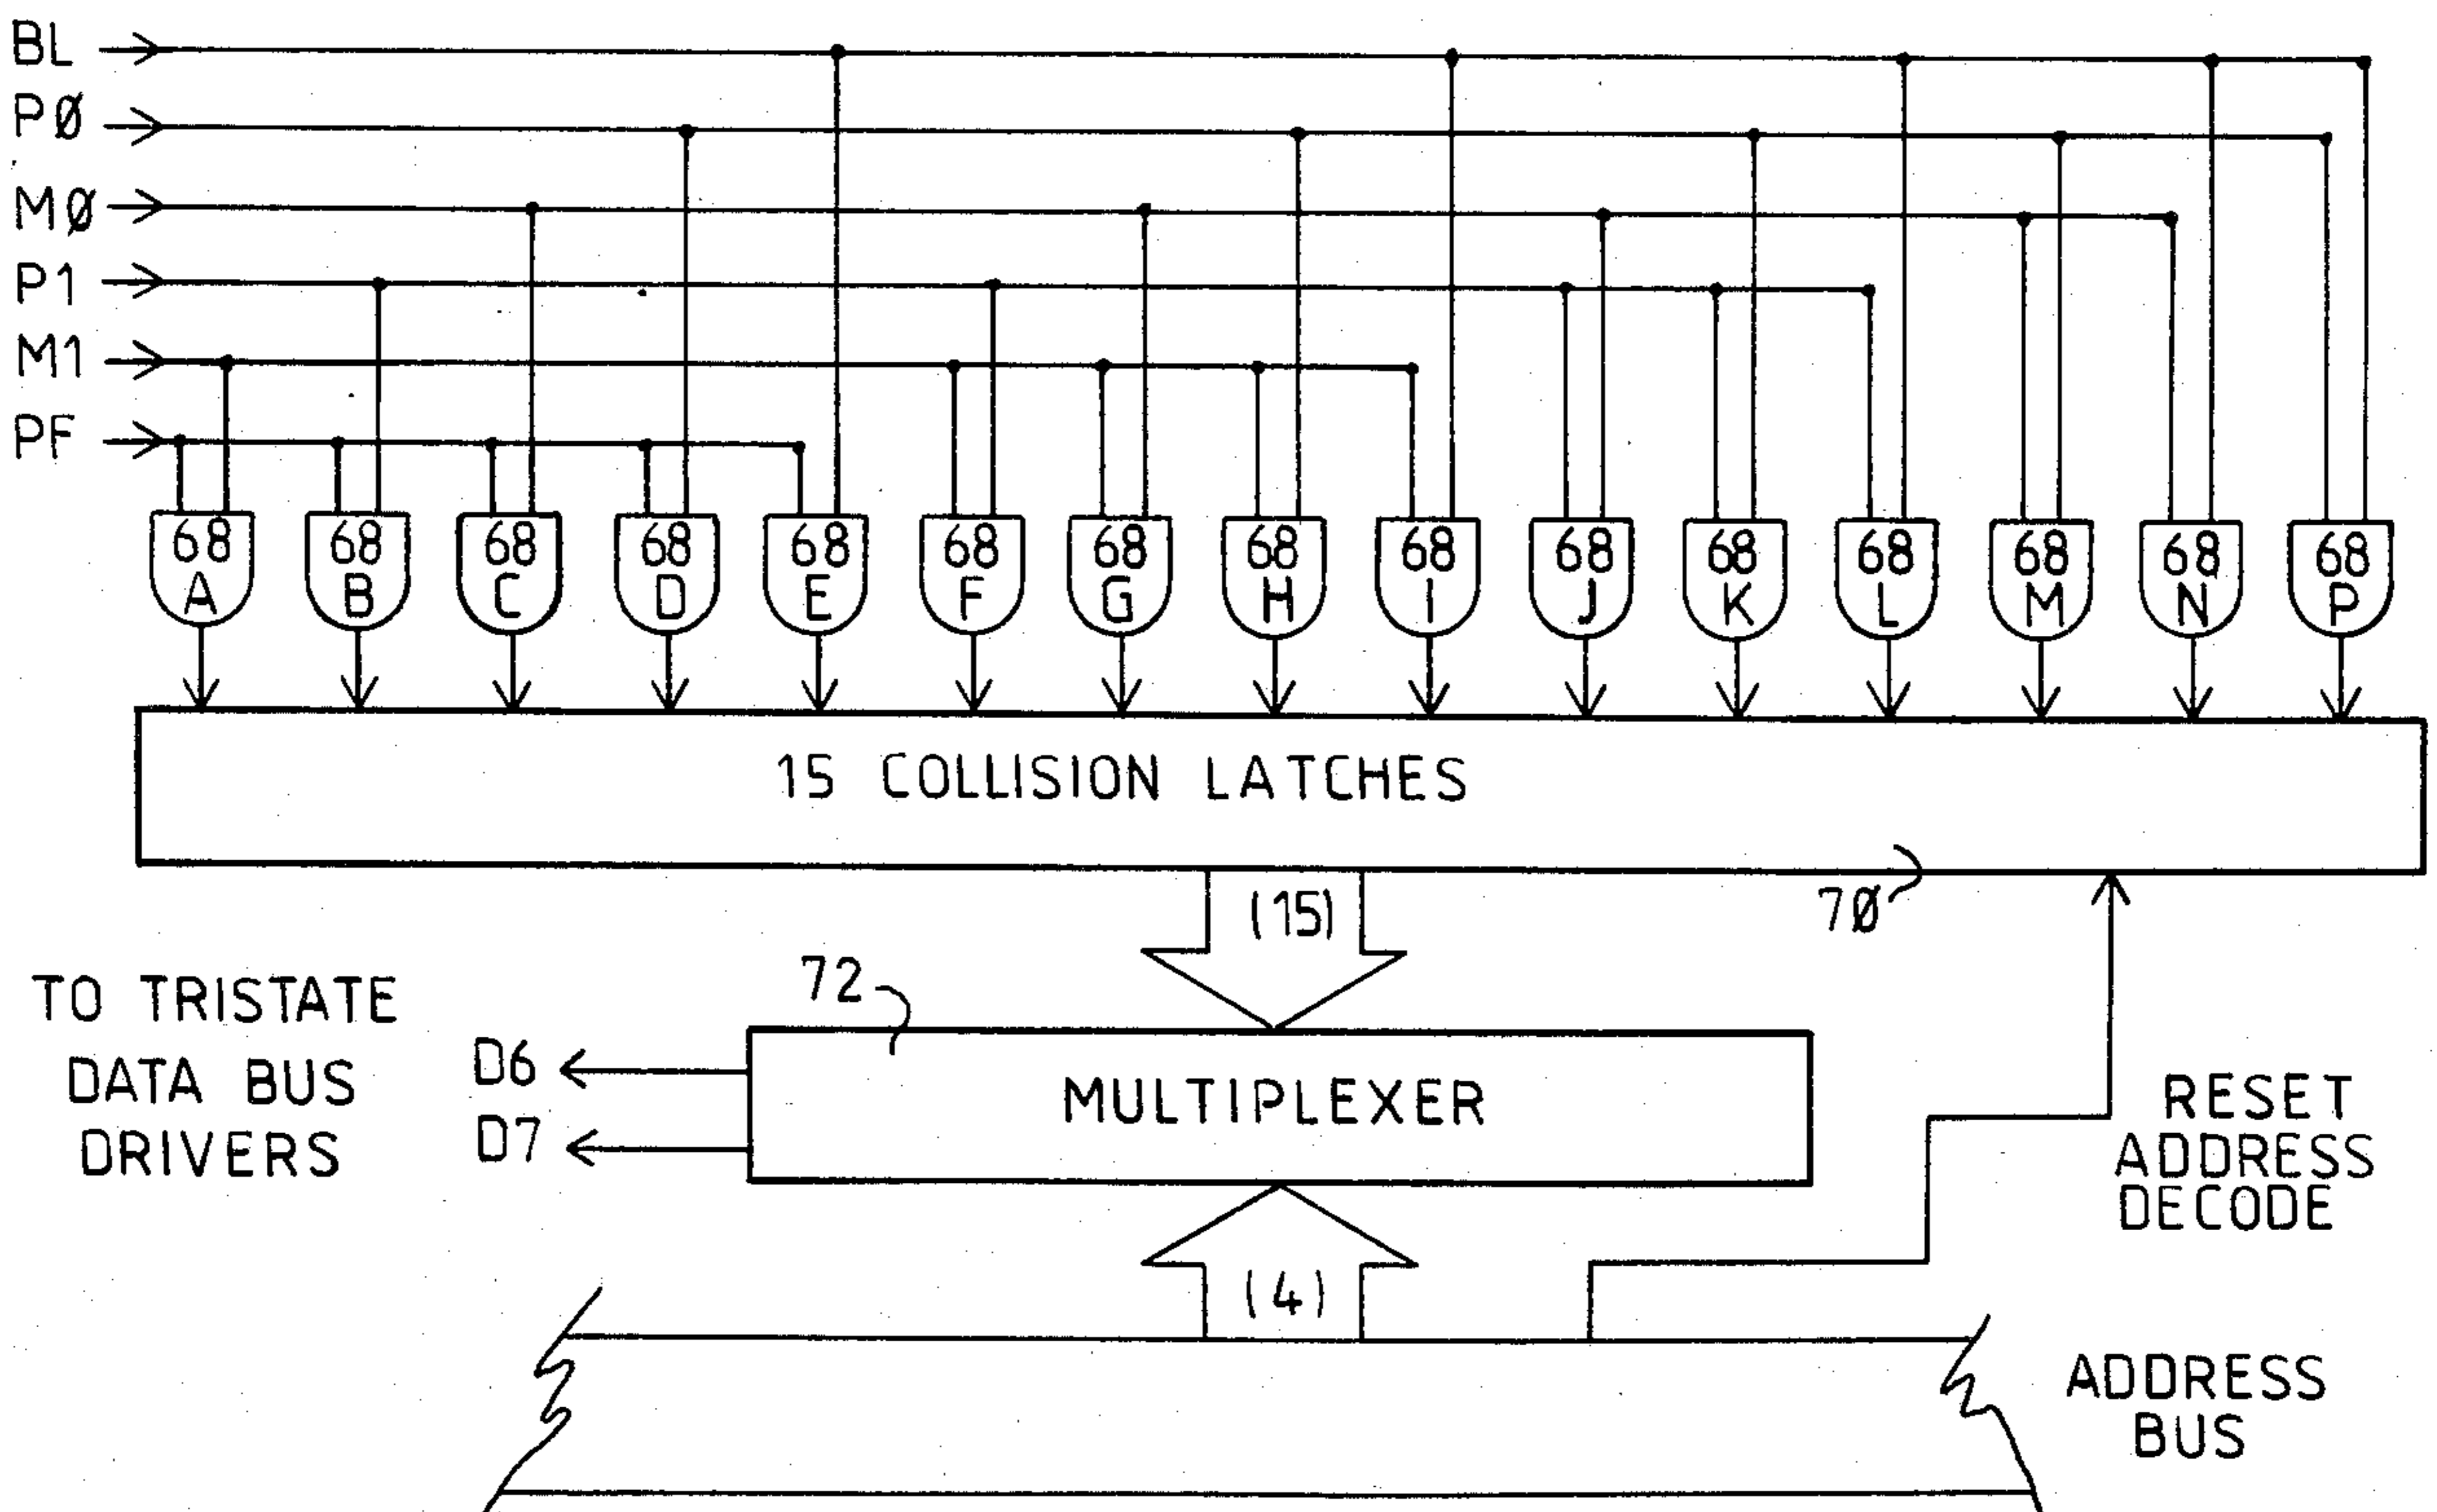 BL
PØ
MØ
P1
M1
PF
68 68 68 68 68 68 68 68 68 68 68 68 68 68 68
A B C D E F G H I J K L M N P
15 COLLISION LATCHES
(15)
7Ø
72
TO TRISTATE
DATA BUS
DRIVERS
D6
D7
MULTIPLEXER
RESET
ADDRESS
DECODE
(4)
ADDRESS
BUS